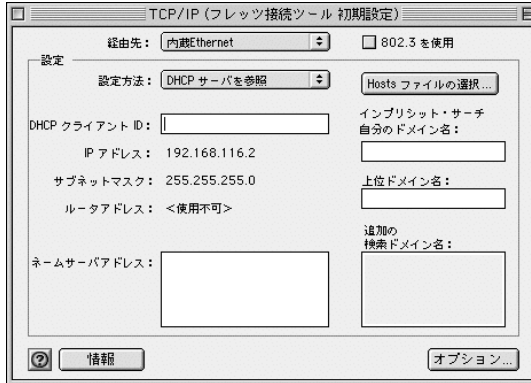 TCP/IP (フレッツ接続ツール 初期設定)
経由先： 内蔵Ethernet
802.3 を使用
設定
設定方法： DHCP サーバを参照
Hosts ファイルの選択...
DHCP クライアント ID：
インプリシット・サーチ
自分のドメイン名：
IP アドレス： 192.168.116.2
サブネットマスク： 255.255.255.0
上位ドメイン名：
ルータアドレス： <使用不可>
追加の
検索ドメイン名：
ネームサーバアドレス：
?
情報
オプション...